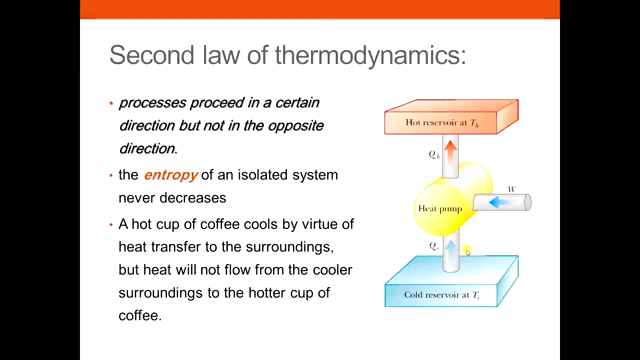 Second law of thermodynamics:
• processes proceed in a certain
direction but not in the opposite
direction.
• the entropy of an isolated system
never decreases
• A hot cup of coffee cools by virtue of
heat transfer to the surroundings,
but heat will not flow from the cooler
surroundings to the hotter cup of
coffee.
Hot reservoir at Th
Qh
W
Heat pump
Qc
Cold reservoir at Tc